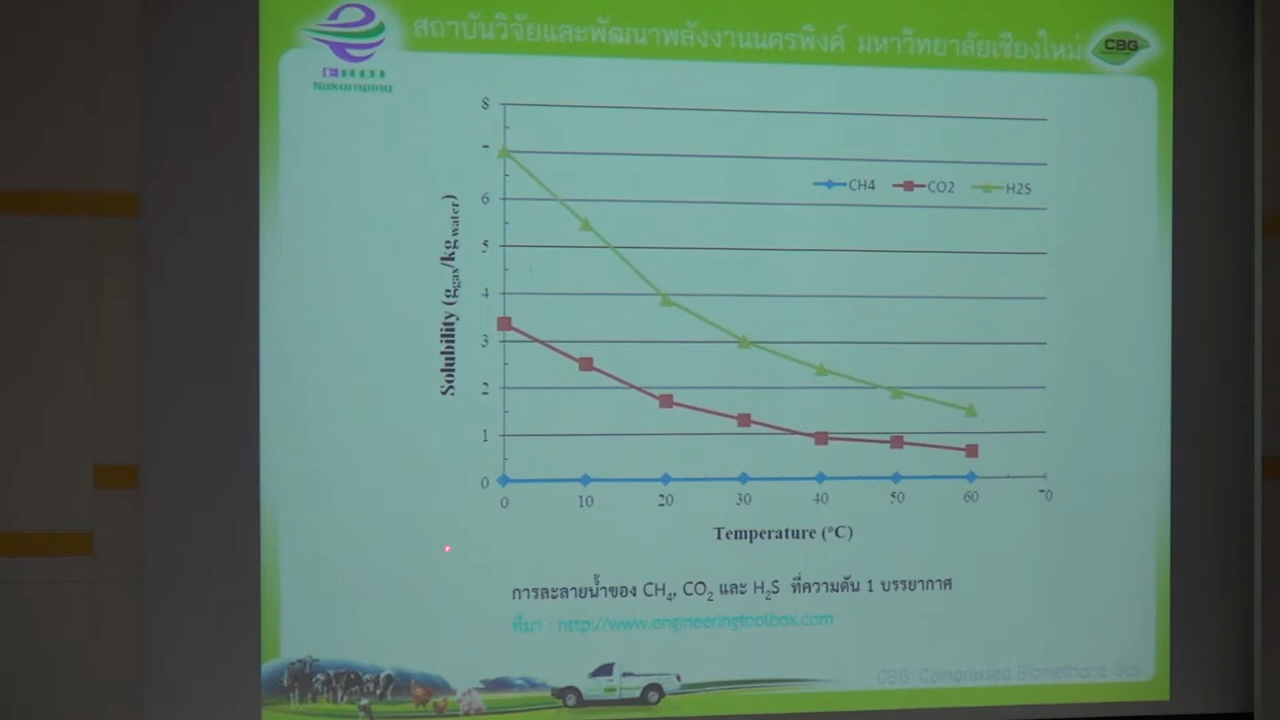 สถาบันวิจัยและพัฒนาพลังงานนครพิงค์ มหาวิทยาลัยเชียงใหม่
CBG
Nakornping
8
6
5
4
3
2
1
0
Solubility (g gas/kg water)
CH4 CO2 H2S
0 10 20 30 40 50 60 70
Temperature (°C)
การละลายน้ำของ CH4, CO2 และ H2S ที่ความดัน 1 บรรยากาศ
ที่มา : http://www.engineeringtoolbox.com
CBG: Compressed Biomethane Gas